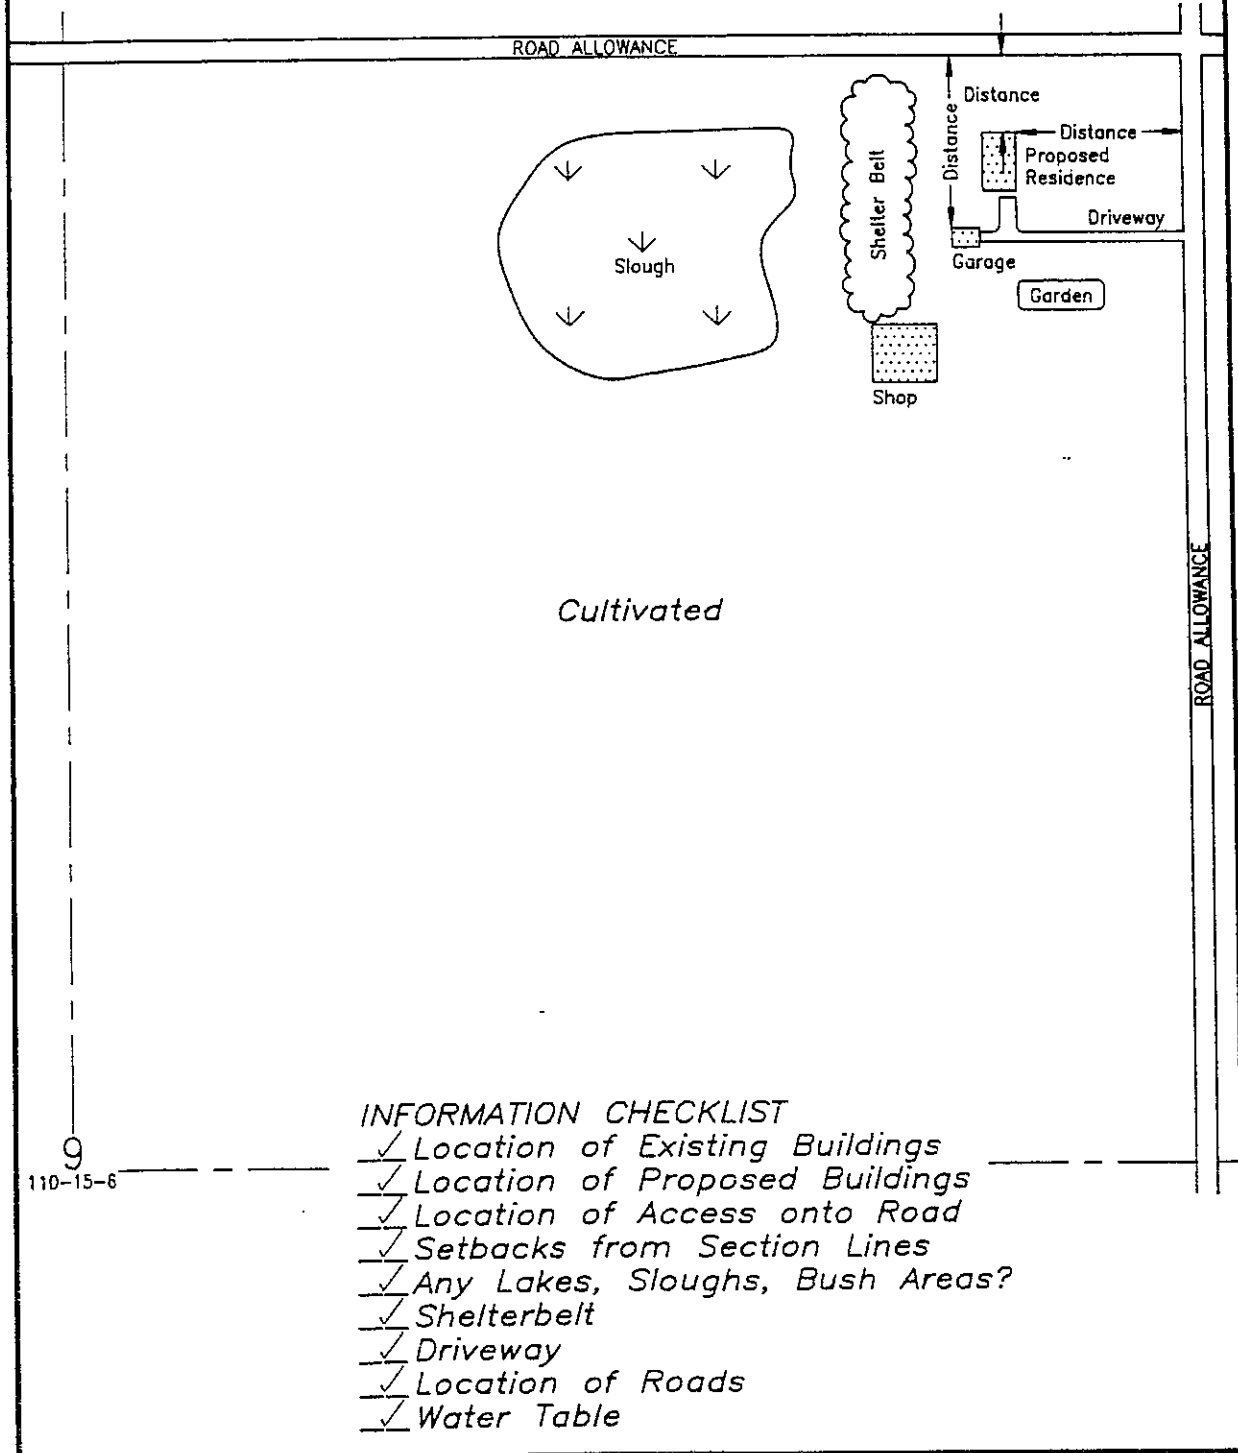 ROAD ALLOWANCE
Distance
Distance
Distance
Proposed
Residence
Shelter Belt
Driveway
Garage
Slough
Garden
Shop
Cultivated
ROAD ALLOWANCE
INFORMATION CHECKLIST
✓ Location of Existing Buildings
9
110-15-6
✓ Location of Proposed Buildings
✓ Location of Access onto Road
✓ Setbacks from Section Lines
✓ Any Lakes, Sloughs, Bush Areas?
✓ Shelterbelt
✓ Driveway
✓ Location of Roads
✓ Water Table